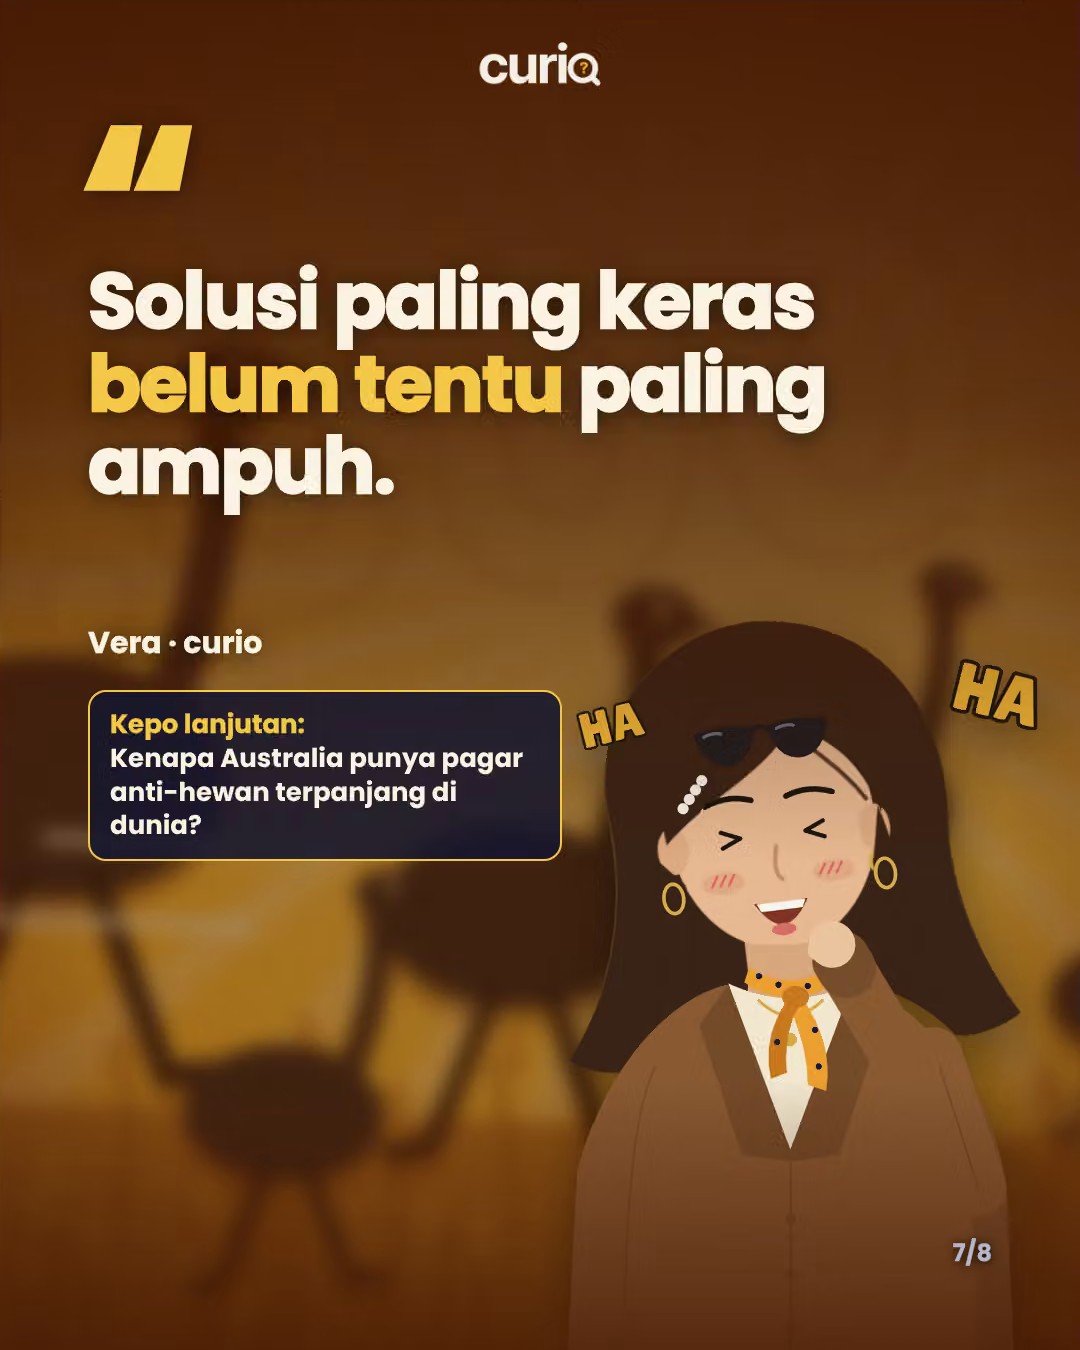 curio
Solusi paling keras
belum tentu paling
ampuh.
Vera · curio
Kepo lanjutan:
Kenapa Australia punya pagar
anti-hewan terpanjang di
dunia?
HA
HA
7/8